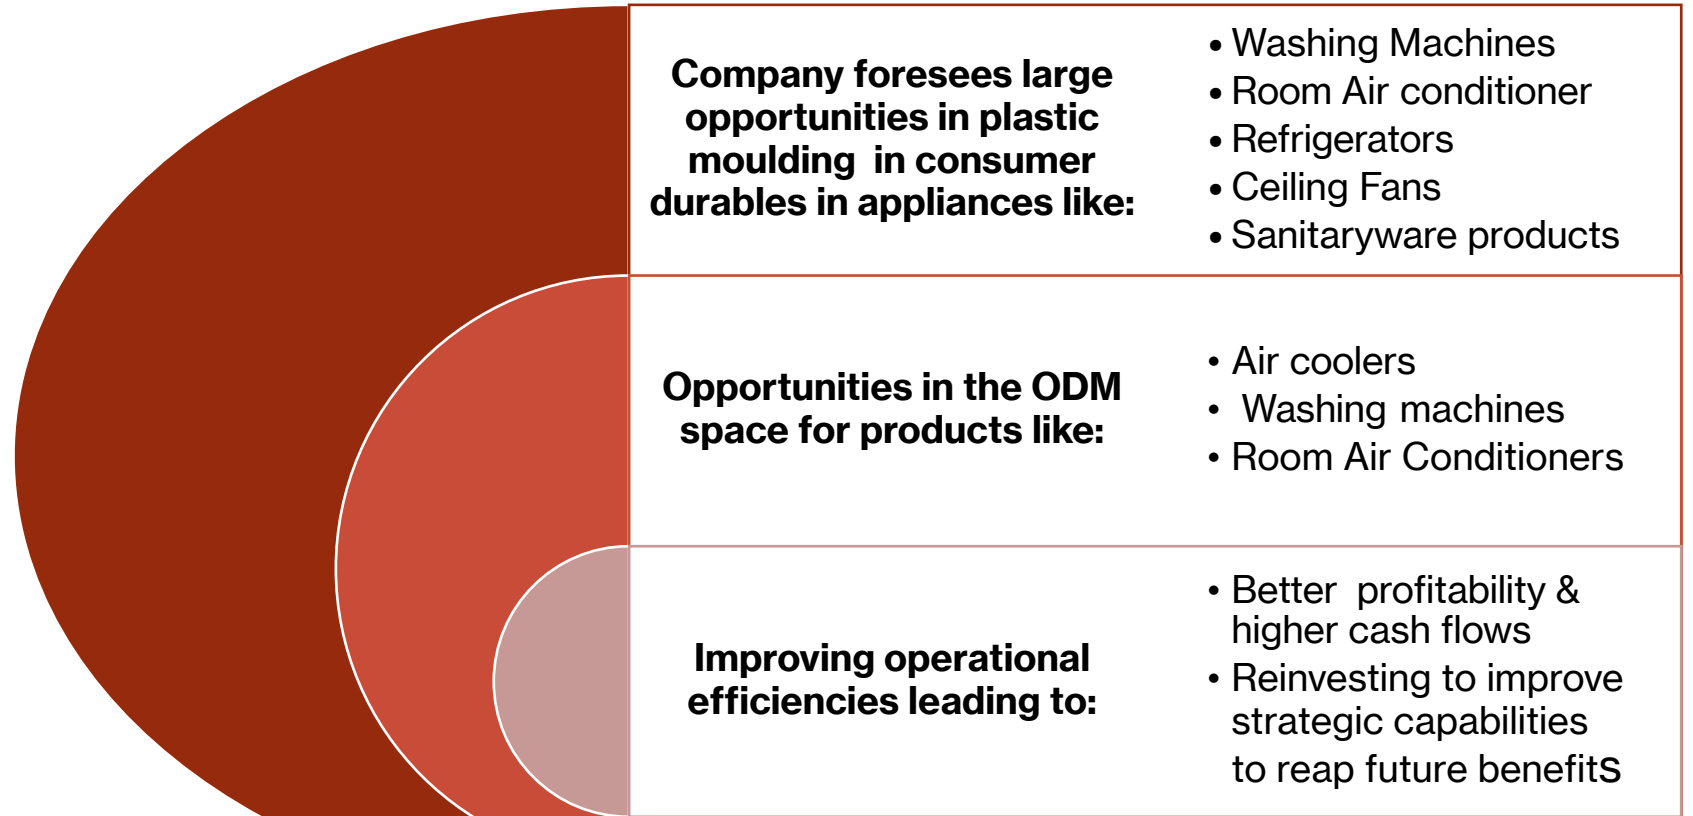 Company foresees large
opportunities in plastic
moulding in consumer
durables in appliances like:
• Washing Machines
• Room Air conditioner
• Refrigerators
• Ceiling Fans
• Sanitaryware products
Opportunities in the ODM
space for products like:
• Air coolers
• Washing machines
• Room Air Conditioners
Improving operational
efficiencies leading to:
• Better profitability &
higher cash flows
• Reinvesting to improve
strategic capabilities
to reap future benefits